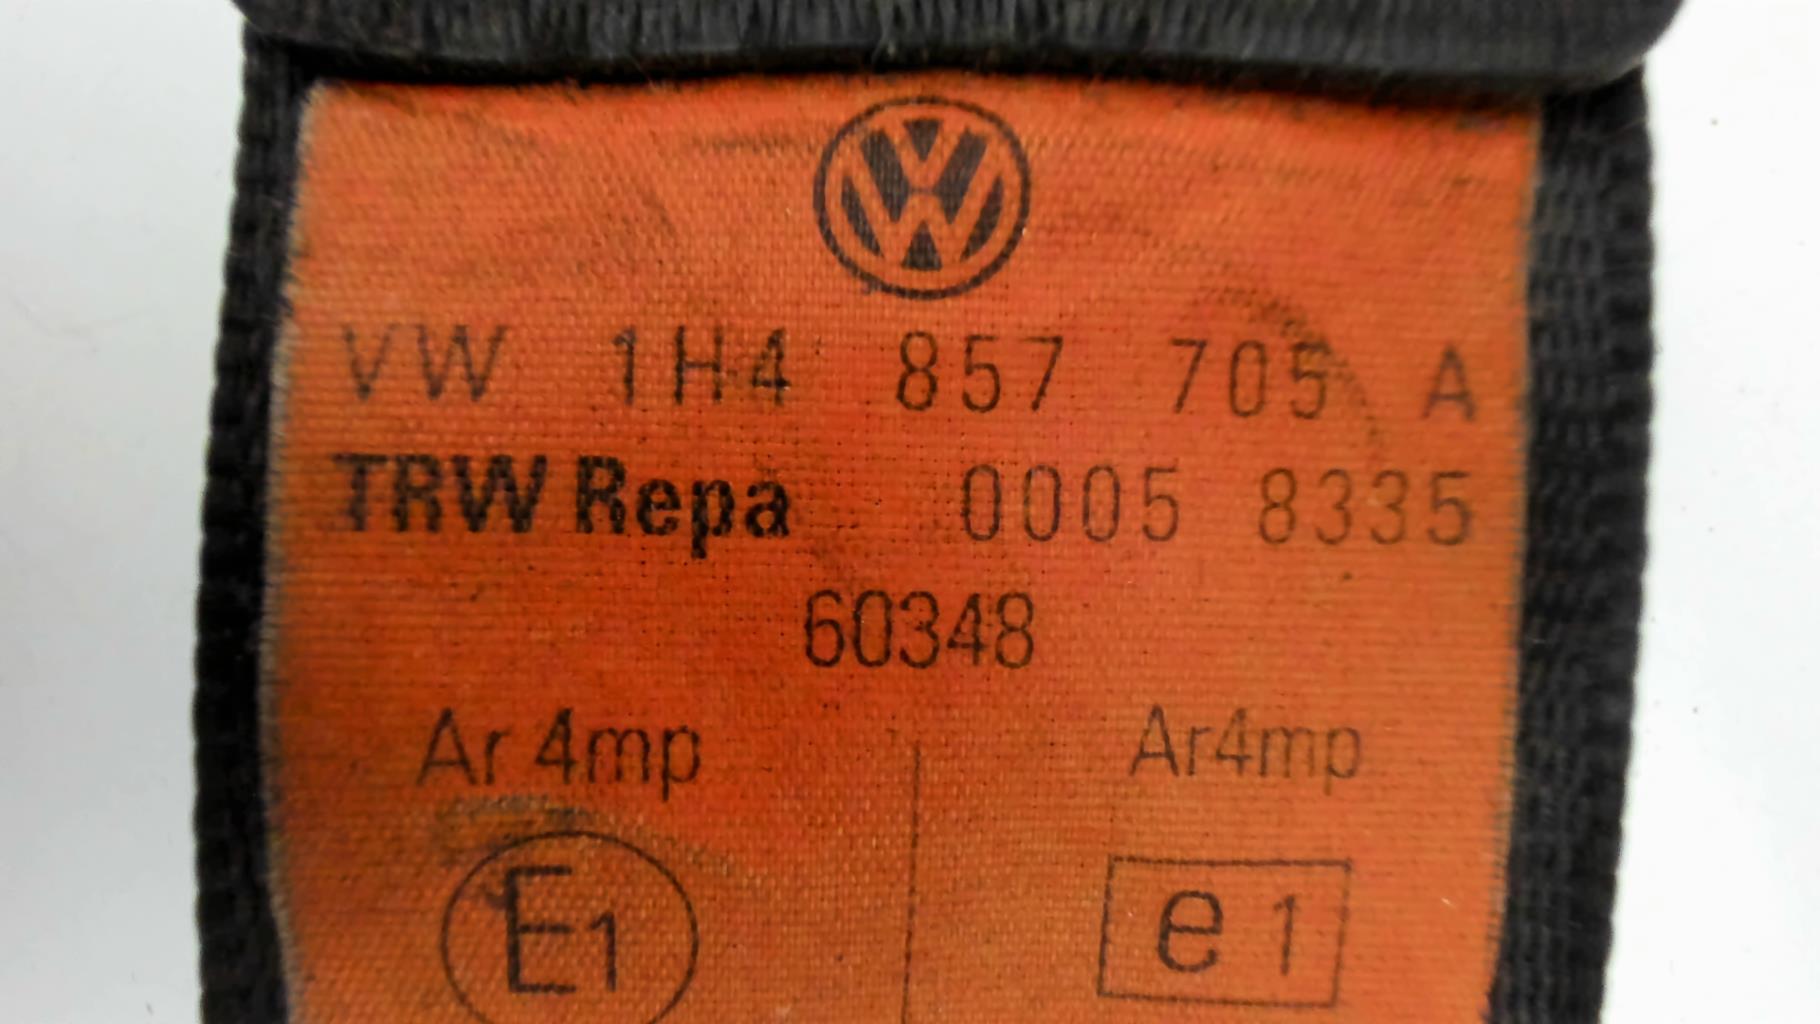 VW 1H4 857 705 A
TRW Repa 0005 8335
60348
Ar 4mp Ar4mp
E1 e1